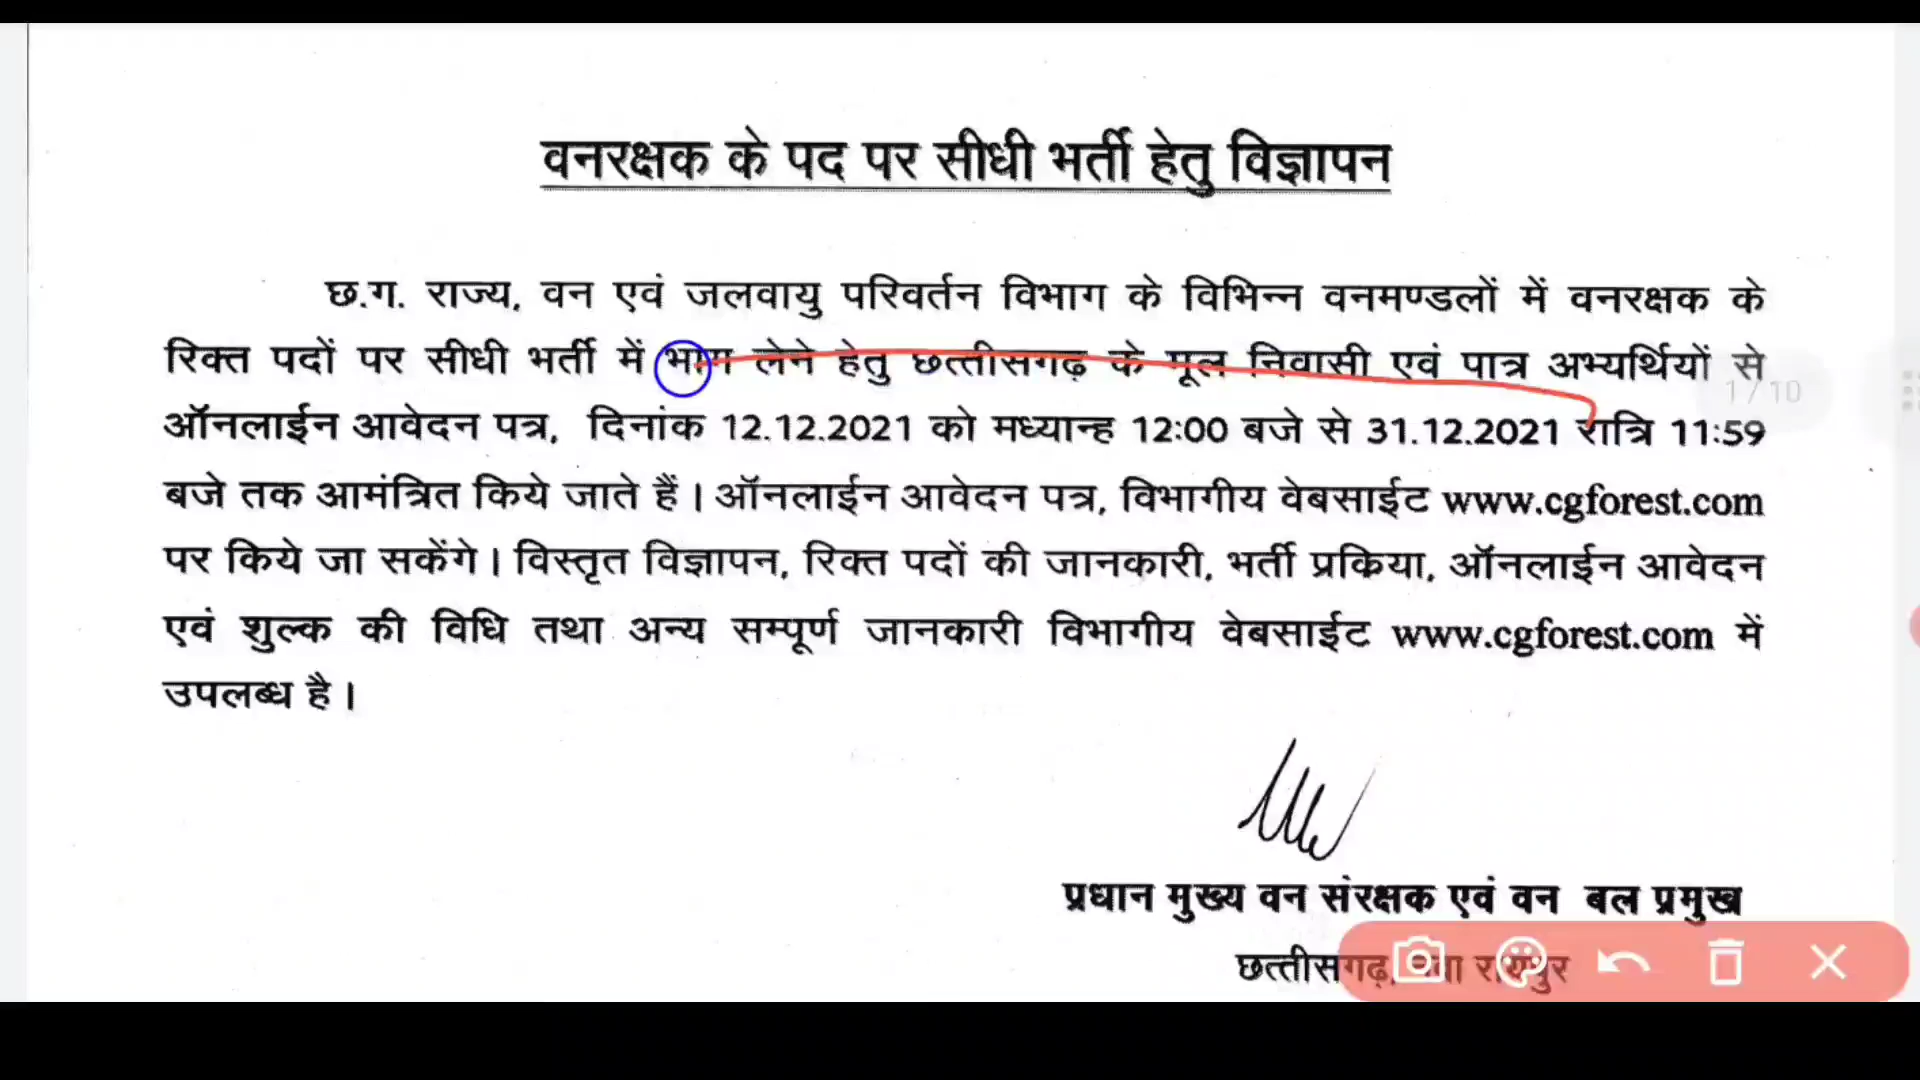 वनरक्षक के पद पर सीधी भर्ती हेतु विज्ञापन
छ.ग. राज्य, वन एवं जलवायु परिवर्तन विभाग के विभिन्न वनमण्डलों में वनरक्षक के
रिक्त पदों पर सीधी भर्ती में भाग लेने हेतु छत्तीसगढ़ के मूल निवासी एवं पात्र अभ्यर्थियों से
1 / 10
ऑनलाईन आवेदन पत्र, दिनांक 12.12.2021 को मध्यान्ह 12:00 बजे से 31.12.2021 रात्रि 11:59
बजे तक आमंत्रित किये जाते हैं। ऑनलाईन आवेदन पत्र, विभागीय वेबसाईट www.cgforest.com
पर किये जा सकेंगे। विस्तृत विज्ञापन, रिक्त पदों की जानकारी, भर्ती प्रकिया, ऑनलाईन आवेदन
एवं शुल्क की विधि तथा अन्य सम्पूर्ण जानकारी विभागीय वेबसाईट www.cgforest.com में
उपलब्ध है।
प्रधान मुख्य वन संरक्षक एवं वन बल प्रमुख
छत्तीसगढ़, नवा रायपुर